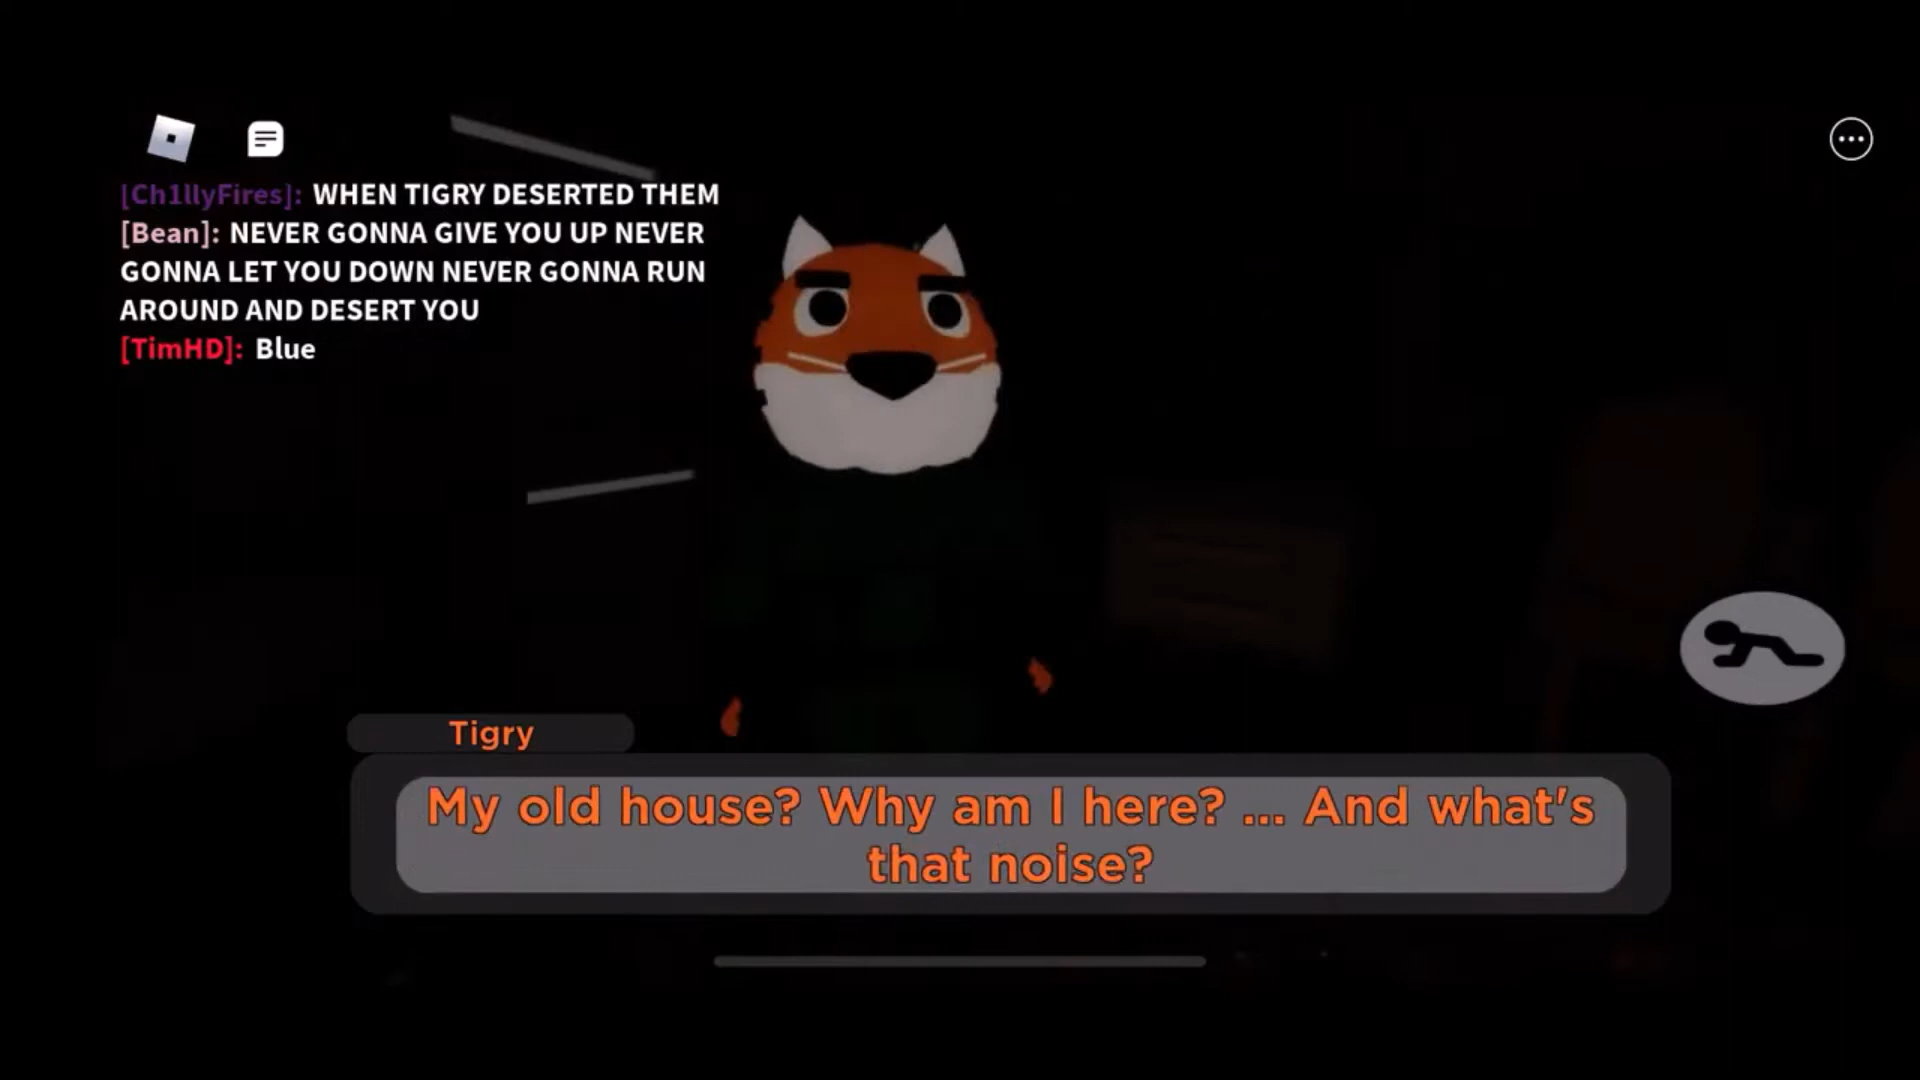 [Ch1llyFires]: WHEN TIGRY DESERTED THEM
[Bean]: NEVER GONNA GIVE YOU UP NEVER
GONNA LET YOU DOWN NEVER GONNA RUN
AROUND AND DESERT YOU
[TimHD]: Blue
Tigry
My old house? Why am I here? ... And what's
that noise?